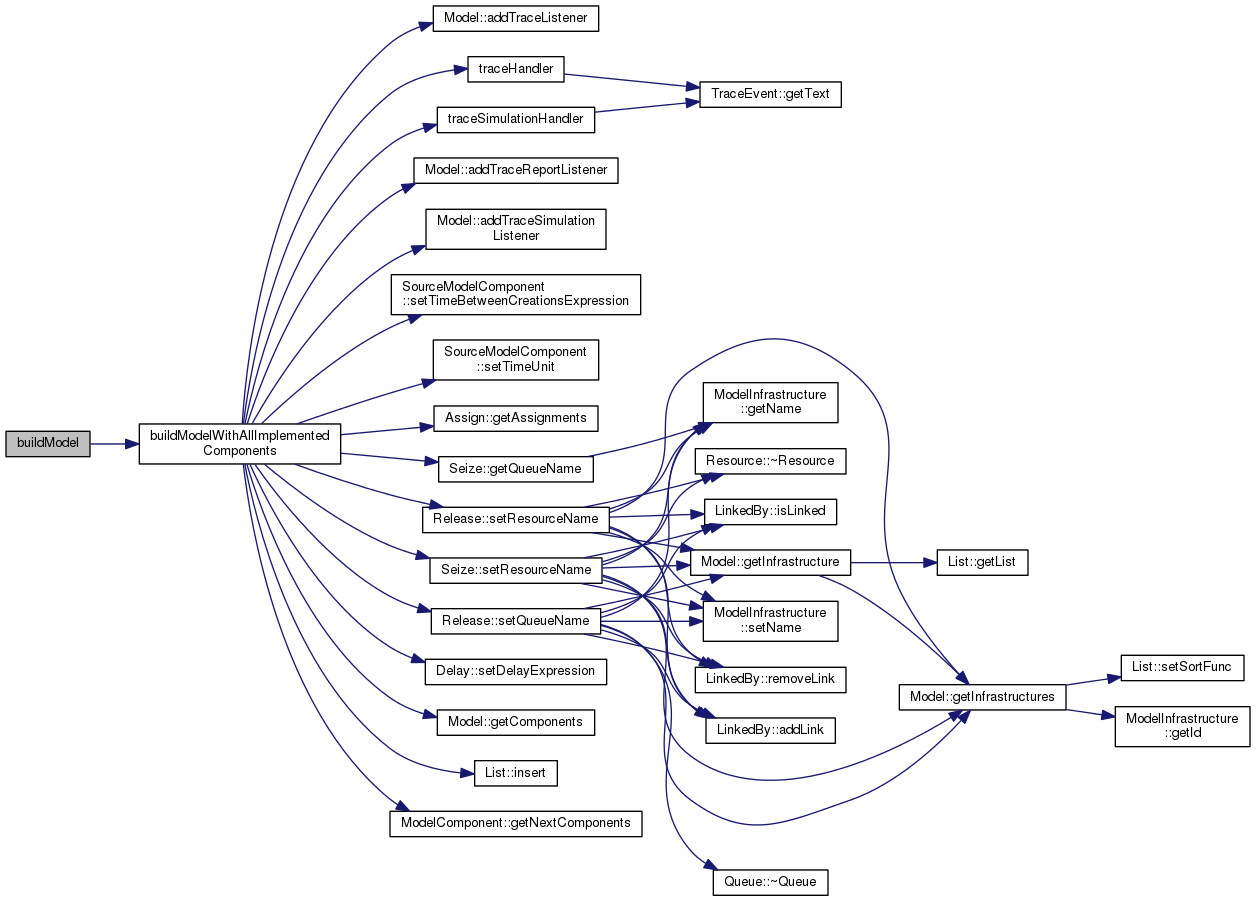 buildModel
buildModelWithAllImplemented
Components
Model::addTraceListener
traceHandler
traceSimulationHandler
Model::addTraceReportListener
Model::addTraceSimulation
Listener
SourceModelComponent
::setTimeBetweenCreationsExpression
SourceModelComponent
::setTimeUnit
Assign::getAssignments
Seize::getQueueName
Release::setResourceName
Seize::setResourceName
Release::setQueueName
Delay::setDelayExpression
Model::getComponents
List::insert
ModelComponent::getNextComponents
TraceEvent::getText
ModelInfrastructure
::getName
Resource::~Resource
LinkedBy::isLinked
Model::getInfrastructure
ModelInfrastructure
::setName
LinkedBy::removeLink
LinkedBy::addLink
Queue::~Queue
List::getList
Model::getInfrastructures
List::setSortFunc
ModelInfrastructure
::getId